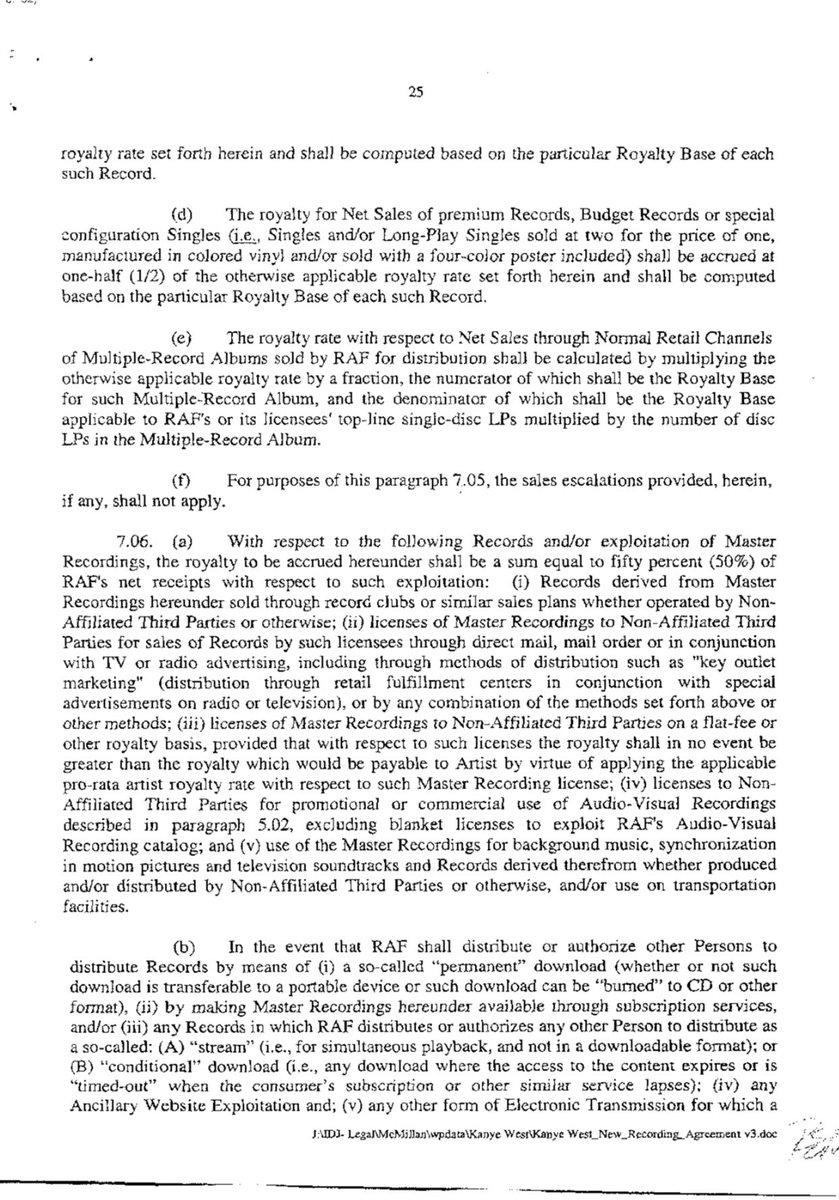 25
royalty rate set forth herein and shall be computed based on the particular Royalty Base of each
such Record.
(d) The royalty for Net Sales of premium Records, Budget Records or special
configuration Singles (i.e., Singles and/or Long-Play Singles sold at two for the price of one,
manufactured in colored vinyl and/or sold with a four-color poster included) shall be accrued at
one-half (1/2) of the otherwise applicable royalty rate set forth herein and shall be computed
based on the particular Royalty Base of each such Record.
(e) The royalty rate with respect to Net Sales through Normal Retail Channels
of Multiple-Record Albums sold by RAF for distribution shall be calculated by multiplying the
otherwise applicable royalty rate by a fraction, the numerator of which shall be the Royalty Base
for such Multiple-Record Album, and the denominator of which shall be the Royalty Base
applicable to RAF's or its licensees' top-line single-disc LPs multiplied by the number of disc
LPs in the Multiple-Record Album.
(f) For purposes of this paragraph 7.05, the sales escalations provided, herein,
if any, shall not apply.
7.06. (a) With respect to the following Records and/or exploitation of Master
Recordings, the royalty to be accrued hereunder shall be a sum equal to fifty percent (50%) of
RAF's net receipts with respect to such exploitation: (i) Records derived from Master
Recordings hereunder sold through record clubs or similar sales plans whether operated by Non-
Affiliated Third Parties or otherwise; (ii) licenses of Master Recordings to Non-Affiliated Third
Parties for sales of Records by such licensees through direct mail, mail order or in conjunction
with TV or radio advertising, including through methods of distribution such as "key outlet
marketing" (distribution through retail fulfillment centers in conjunction with special
advertisements on radio or television), or by any combination of the methods set forth above or
other methods; (iii) licenses of Master Recordings to Non-Affiliated Third Parties on a flat-fee or
other royalty basis, provided that with respect to such licenses the royalty shall in no event be
greater than the royalty which would be payable to Artist by virtue of applying the applicable
pro-rata artist royalty rate with respect to such Master Recording license; (iv) licenses to Non-
Affiliated Third Parties for promotional or commercial use of Audio-Visual Recordings
described in paragraph 5.02, excluding blanket licenses to exploit RAF's Audio-Visual
Recording catalog; and (v) use of the Master Recordings for background music, synchronization
in motion pictures and television soundtracks and Records derived therefrom whether produced
and/or distributed by Non-Affiliated Third Parties or otherwise, and/or use on transportation
facilities.
(b) In the event that RAF shall distribute or authorize other Persons to
distribute Records by means of (i) a so-called “permanent” download (whether or not such
download is transferable to a portable device or such download can be “burned” to CD or other
format), (ii) by making Master Recordings hereunder available through subscription services,
and/or (iii) any Records in which RAF distributes or authorizes any other Person to distribute as
a so-called: (A) “stream” (i.e., for simultaneous playback, and not in a downloadable format); or
(B) “conditional” download (i.e., any download where the access to the content expires or is
“timed-out” when the consumer's subscription or other similar service lapses); (iv) any
Ancillary Website Exploitation and; (v) any other form of Electronic Transmission for which a
J:\IDJ- Legal\McMillan\wpdata\Kanye West\Kanye West_New_Recording_Agreement v3.doc